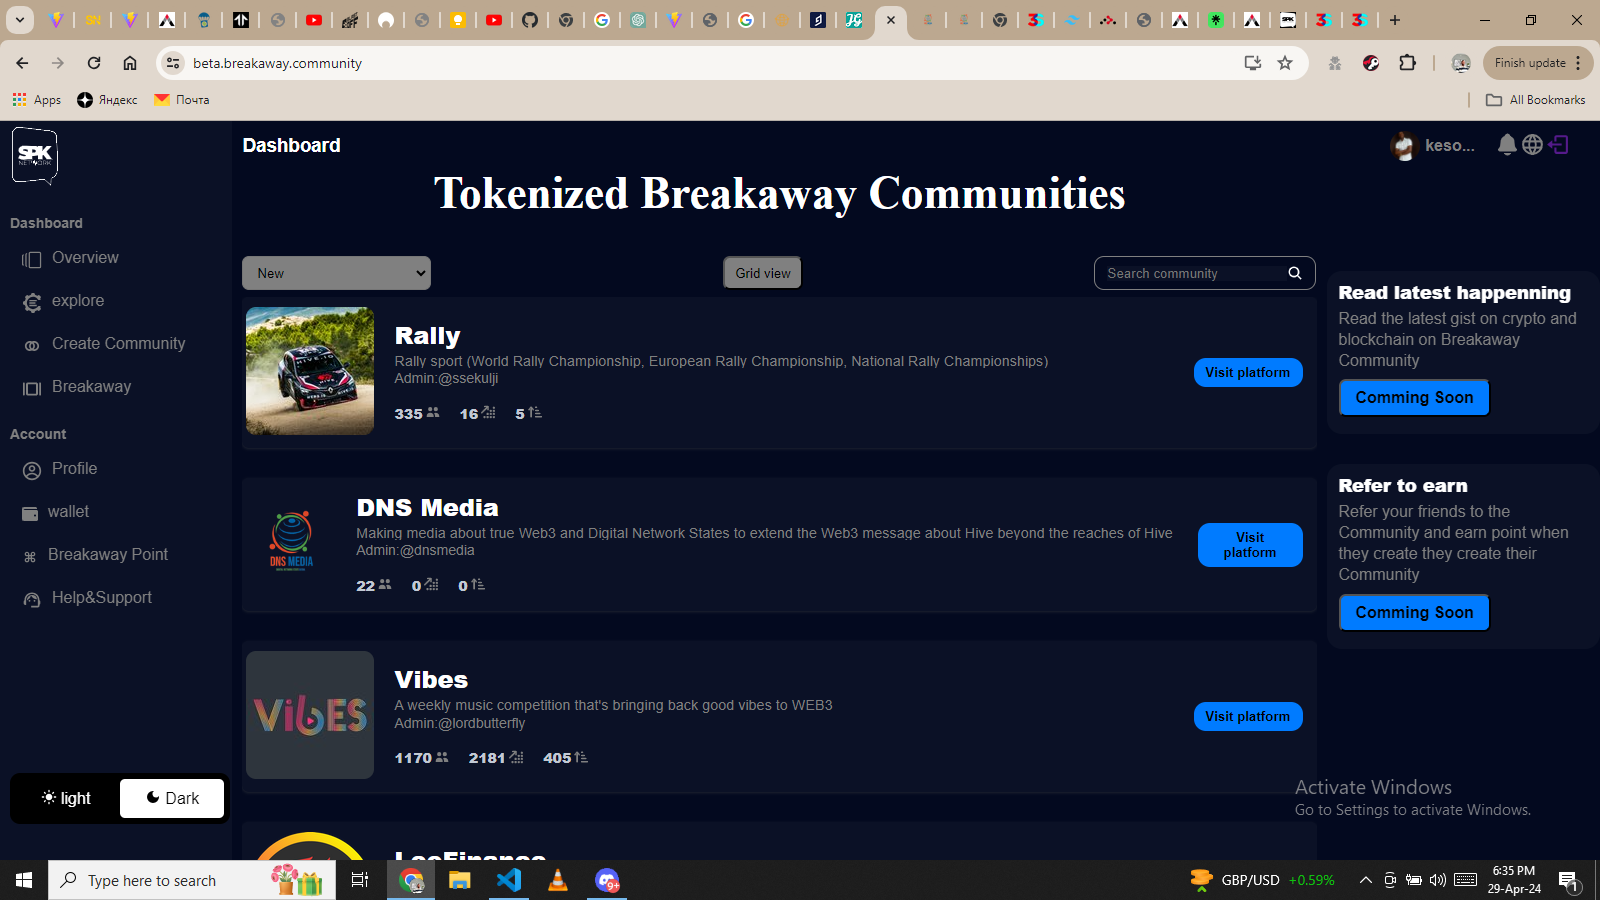 beta.breakaway.community
Finish update
Apps
Яндекс
Почта
All Bookmarks
SPK
NETWORK
Dashboard
keso...
Tokenized Breakaway Communities
Dashboard
Overview
explore
Create Community
Breakaway
Account
Profile
wallet
Breakaway Point
Help&Support
light
Dark
New
Grid view
Search community
Rally
Rally sport (World Rally Championship, European Rally Championship, National Rally Championships)
Admin:@ssekulji
335 16 5
Visit platform
DNS MEDIA
DNS Media
Making media about true Web3 and Digital Network States to extend the Web3 message about Hive beyond the reaches of Hive
Admin:@dnsmedia
22 0 0
Visit
platform
VIBES
Vibes
A weekly music competition that's bringing back good vibes to WEB3
Admin:@lordbutterfly
1170 2181 405
Visit platform
LeoFinance
Read latest happenning
Read the latest gist on crypto and
blockchain on Breakaway
Community
Comming Soon
Refer to earn
Refer your friends to the
Community and earn point when
they create they create their
Community
Comming Soon
Activate Windows
Go to Settings to activate Windows.
Type here to search
9+
GBP/USD +0.59%
6:35 PM
29-Apr-24
1